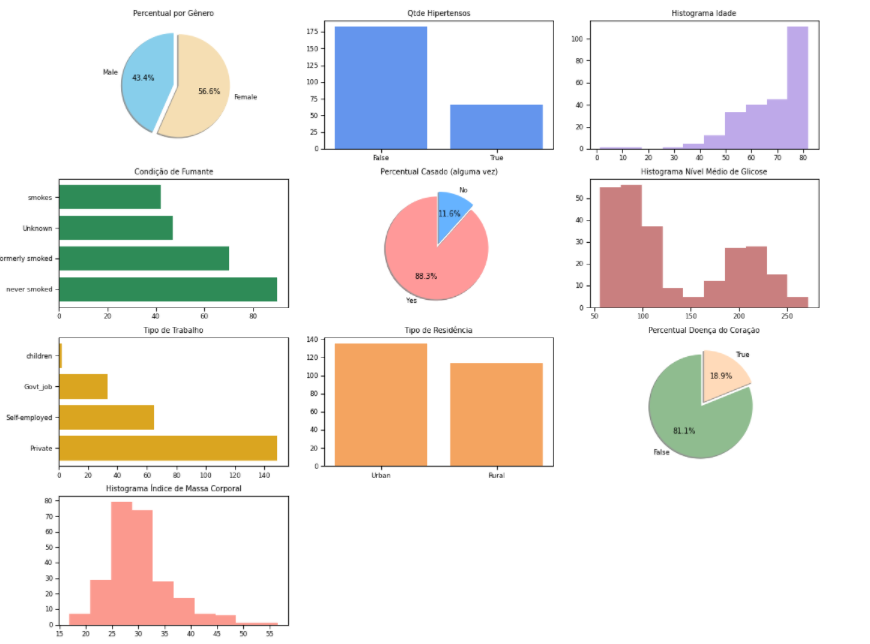 Percentual por Gênero
Male
43.4%
56.6%
Female
Qtde Hipertensos
175
150
125
100
75
50
25
0
False
True
Histograma Idade
100
80
60
40
20
0
0 10 20 30 40 50 60 70 80
Condição de Fumante
smokes
Unknown
ormerly smoked
never smoked
0 20 40 60 80
Percentual Casado (alguma vez)
No
11.6%
88.3%
Yes
Histograma Nível Médio de Glicose
50
40
30
20
10
0
50 100 150 200 250
Tipo de Trabalho
children
Govt_job
Self-employed
Private
0 20 40 60 80 100 120 140
Tipo de Residência
140
120
100
80
60
40
20
0
Urban
Rural
Percentual Doença do Coração
True
18.9%
81.1%
False
Histograma Índice de Massa Corporal
80
70
60
50
40
30
20
10
0
15 20 25 30 35 40 45 50 55